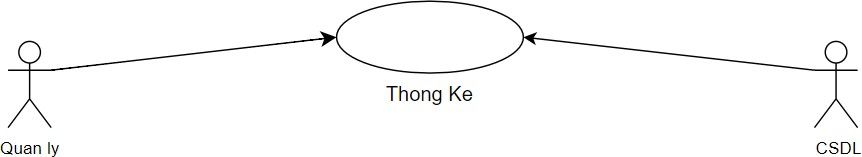 Thong Ke
Quan ly
CSDL